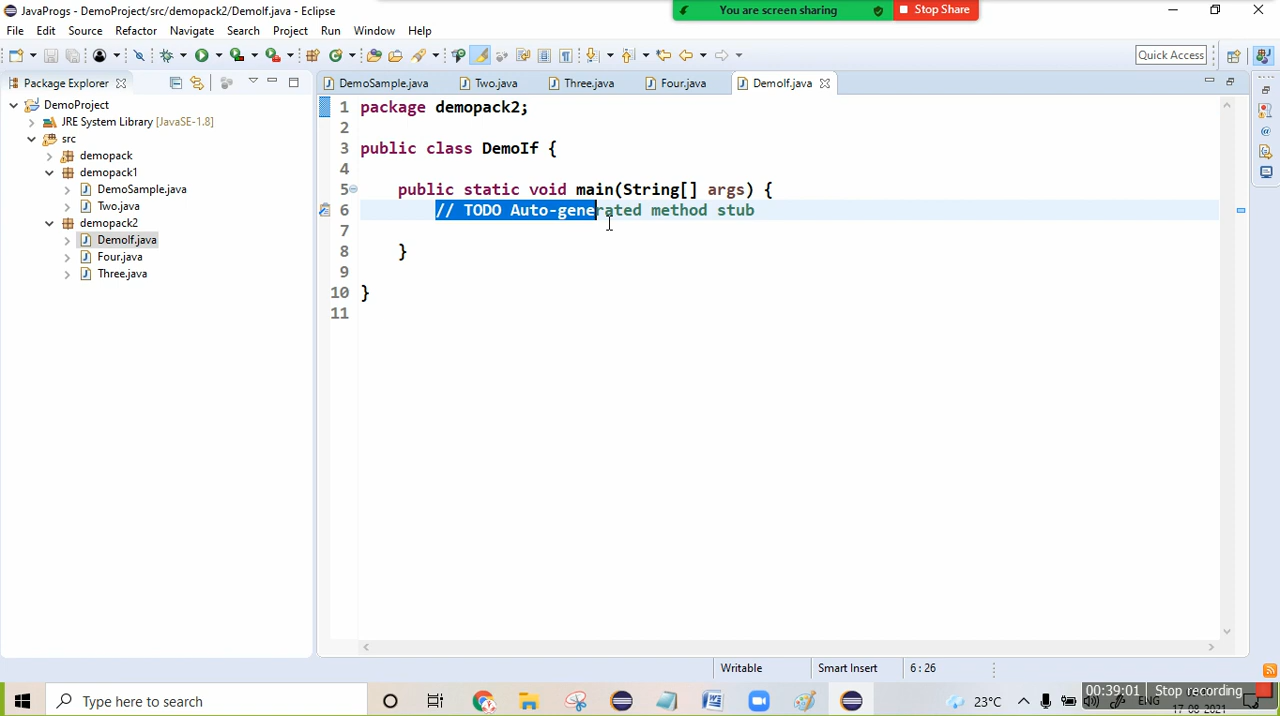 JavaProgs - DemoProject/src/demopack2/DemoIf.java - Eclipse
You are screen sharing
Stop Share
File Edit Source Refactor Navigate Search Project Run Window Help
Quick Access
Package Explorer
DemoSample.java Two.java Three.java Four.java DemoIf.java
DemoProject
JRE System Library [JavaSE-1.8]
src
demopack
demopack1
DemoSample.java
Two.java
demopack2
DemoIf.java
Four.java
Three.java
1 package demopack2;
2
3 public class DemoIf {
4
5 public static void main(String[] args) {
6 // TODO Auto-generated method stub
7
8 }
9
10 }
11
Writable Smart Insert 6 : 26
Type here to search
23°C
ENG
00:39:01 Stop recording
17-08-2021